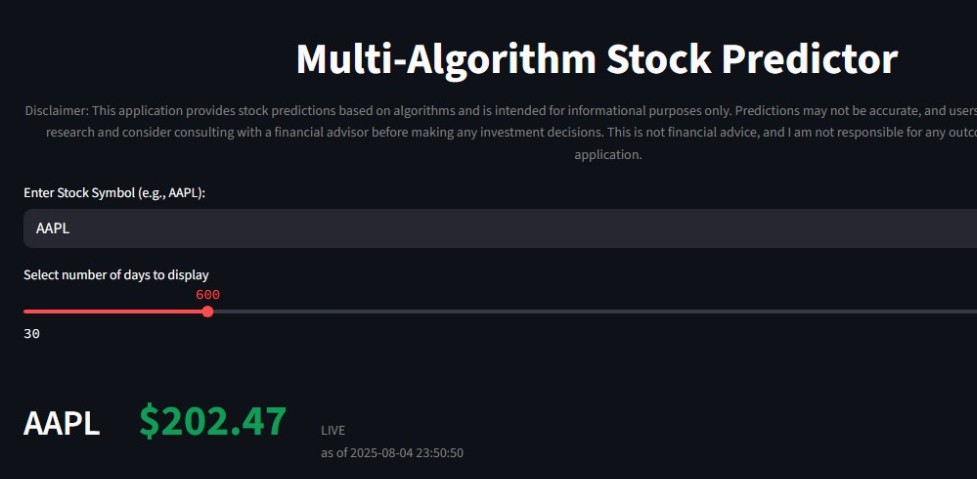 Multi-Algorithm Stock Predictor
Disclaimer: This application provides stock predictions based on algorithms and is intended for informational purposes only. Predictions may not be accurate, and users
research and consider consulting with a financial advisor before making any investment decisions. This is not financial advice, and I am not responsible for any outco
application.
Enter Stock Symbol (e.g., AAPL):
AAPL
Select number of days to display
600
30
AAPL $202.47 LIVE
as of 2025-08-04 23:50:50